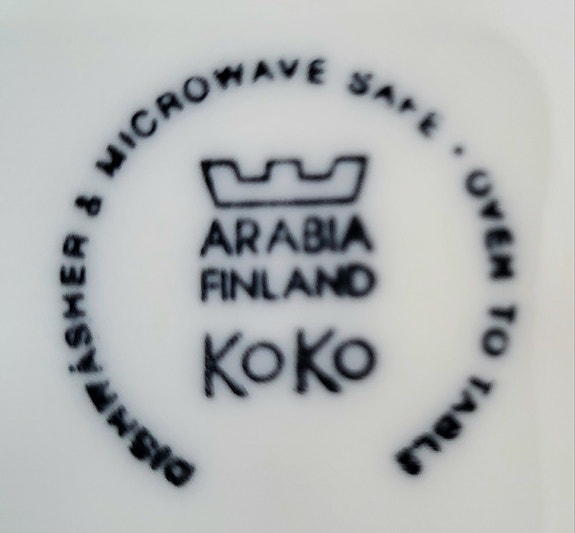 DISHWASHER & MICROWAVE SAFE · OVEN TO TABLE
ARABIA
FINLAND
KoKo